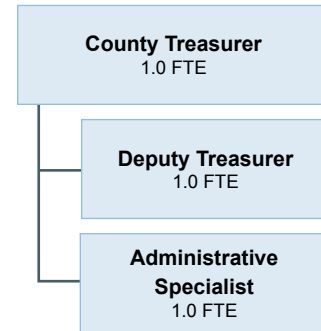 County Treasurer
1.0 FTE
Deputy Treasurer
1.0 FTE
Administrative
Specialist
1.0 FTE